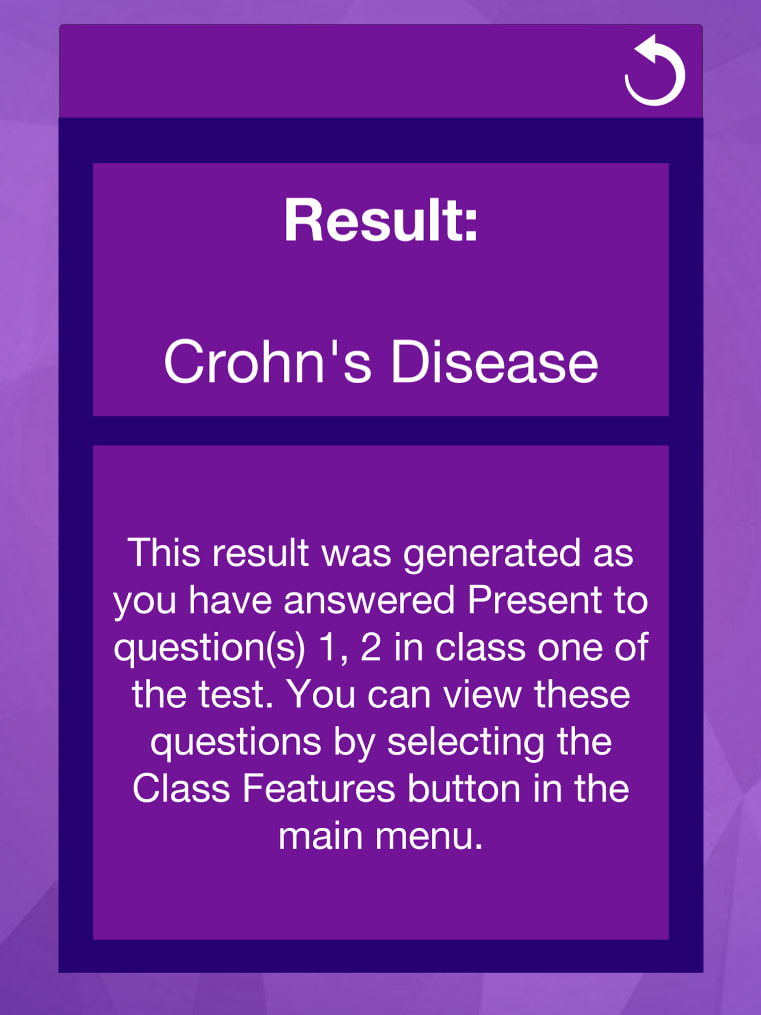 Result:
Crohn's Disease
This result was generated as
you have answered Present to
question(s) 1, 2 in class one of
the test. You can view these
questions by selecting the
Class Features button in the
main menu.